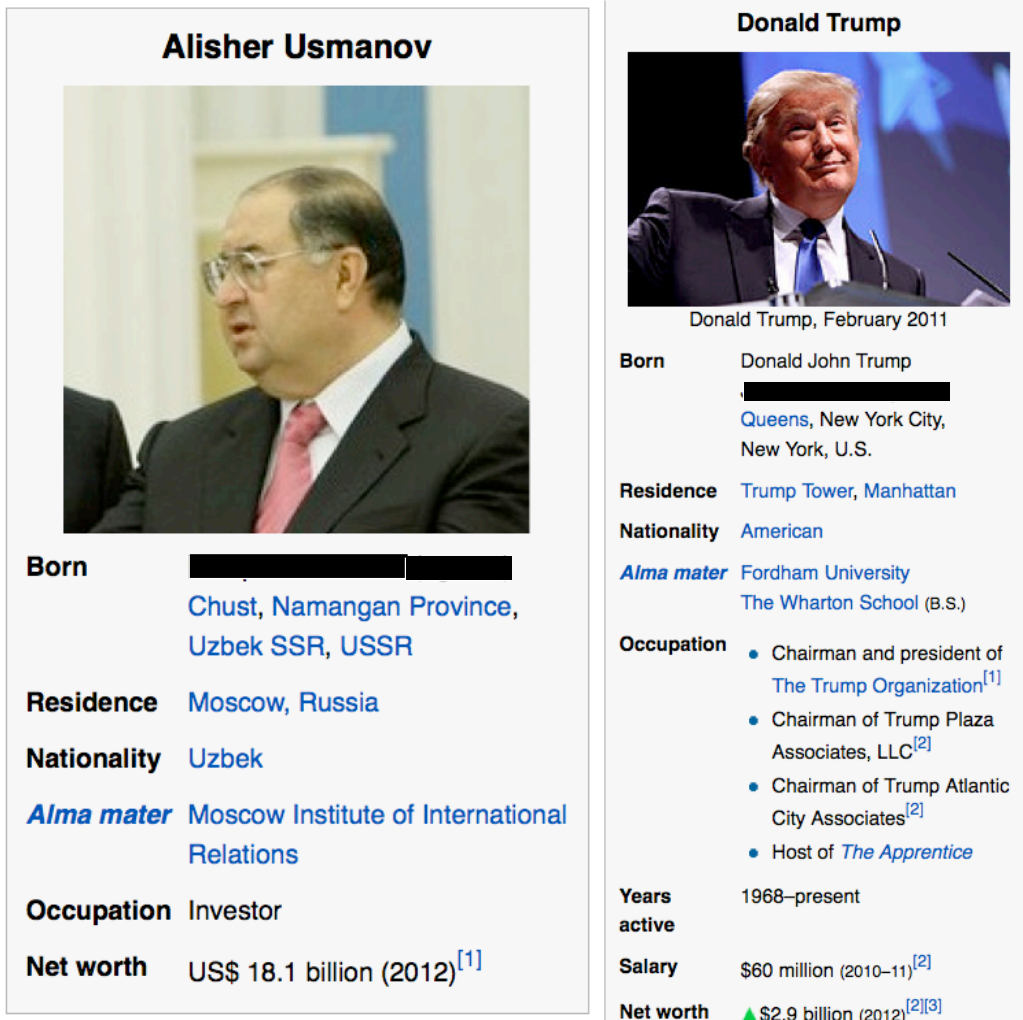 Alisher Usmanov
Born
Chust, Namangan Province,
Uzbek SSR, USSR
Residence Moscow, Russia
Nationality Uzbek
Alma mater Moscow Institute of International
Relations
Occupation Investor
Net worth US$ 18.1 billion (2012)[1]
Donald Trump
Donald Trump, February 2011
Born Donald John Trump
Queens, New York City,
New York, U.S.
Residence Trump Tower, Manhattan
Nationality American
Alma mater Fordham University
The Wharton School (B.S.)
Occupation • Chairman and president of
The Trump Organization[1]
• Chairman of Trump Plaza
Associates, LLC[2]
• Chairman of Trump Atlantic
City Associates[2]
• Host of The Apprentice
Years 1968–present
active
Salary $60 million (2010–11)[2]
Net worth ▲$2.9 billion (2012)[2][3]